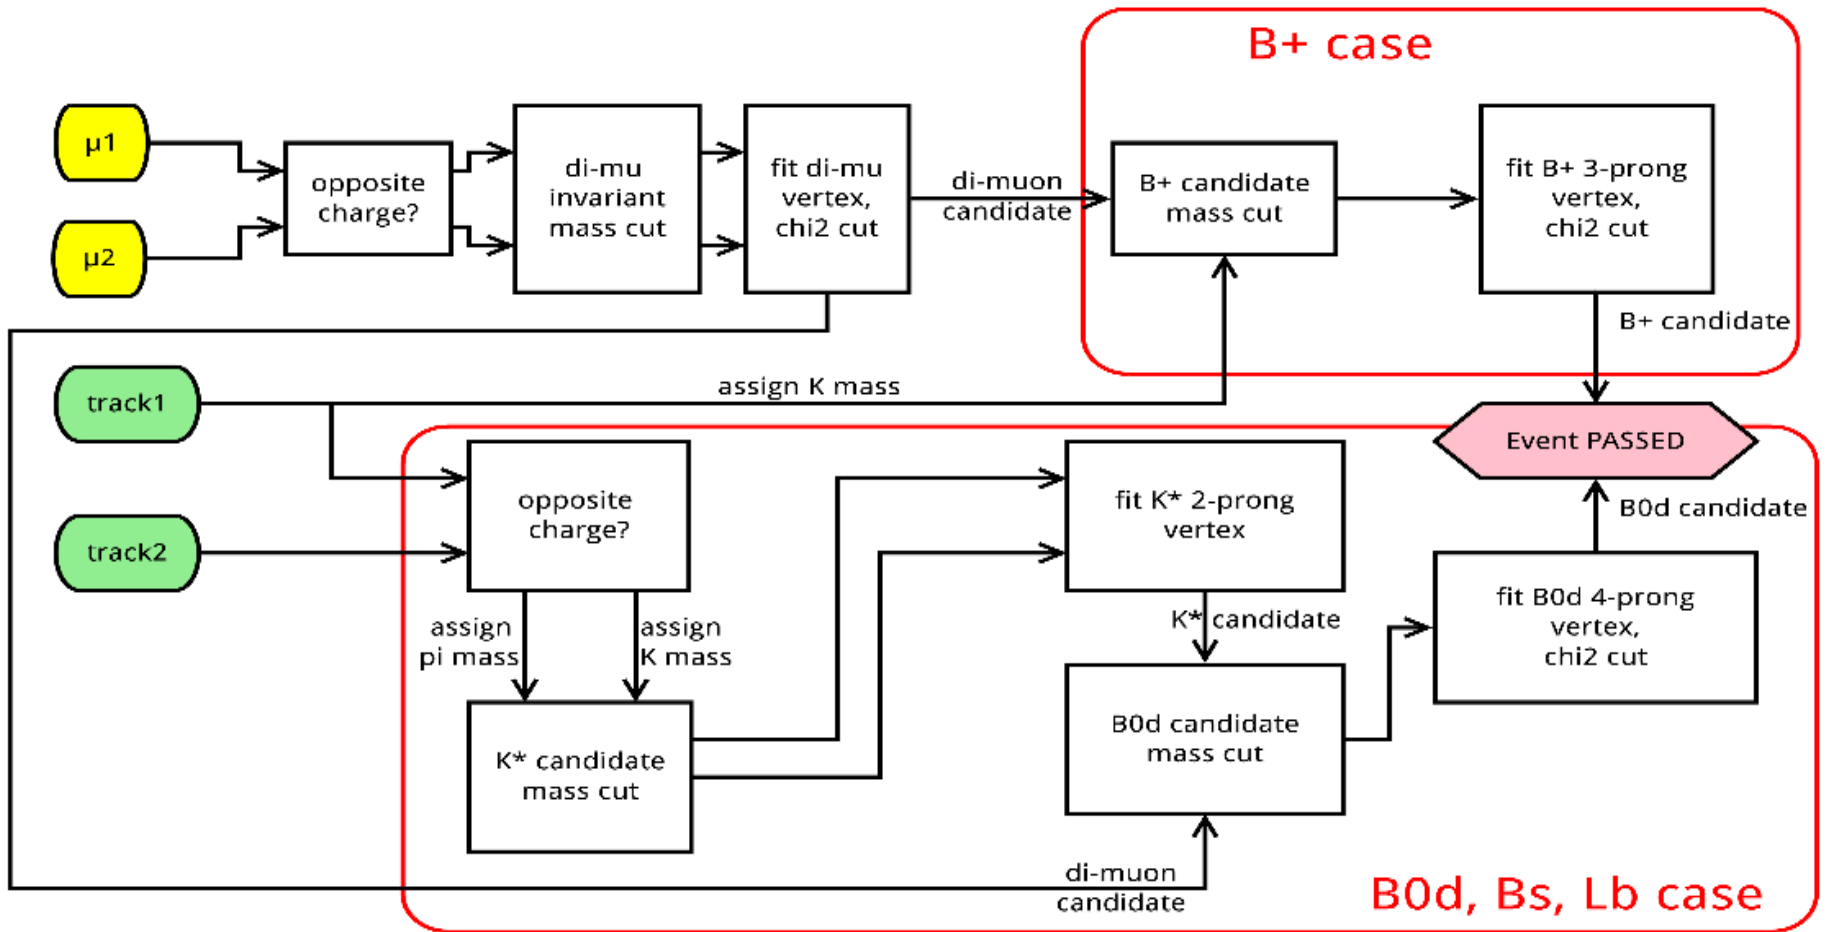 B+ case
µ1
µ2
opposite
charge?
di-mu
invariant
mass cut
fit di-mu
vertex,
chi2 cut
di-muon
candidate
B+ candidate
mass cut
fit B+ 3-prong
vertex,
chi2 cut
B+ candidate
track1
assign K mass
Event PASSED
track2
opposite
charge?
fit K* 2-prong
vertex
B0d candidate
assign
pi mass
assign
K mass
K* candidate
fit B0d 4-prong
vertex,
chi2 cut
K* candidate
mass cut
B0d candidate
mass cut
di-muon
candidate
B0d, Bs, Lb case